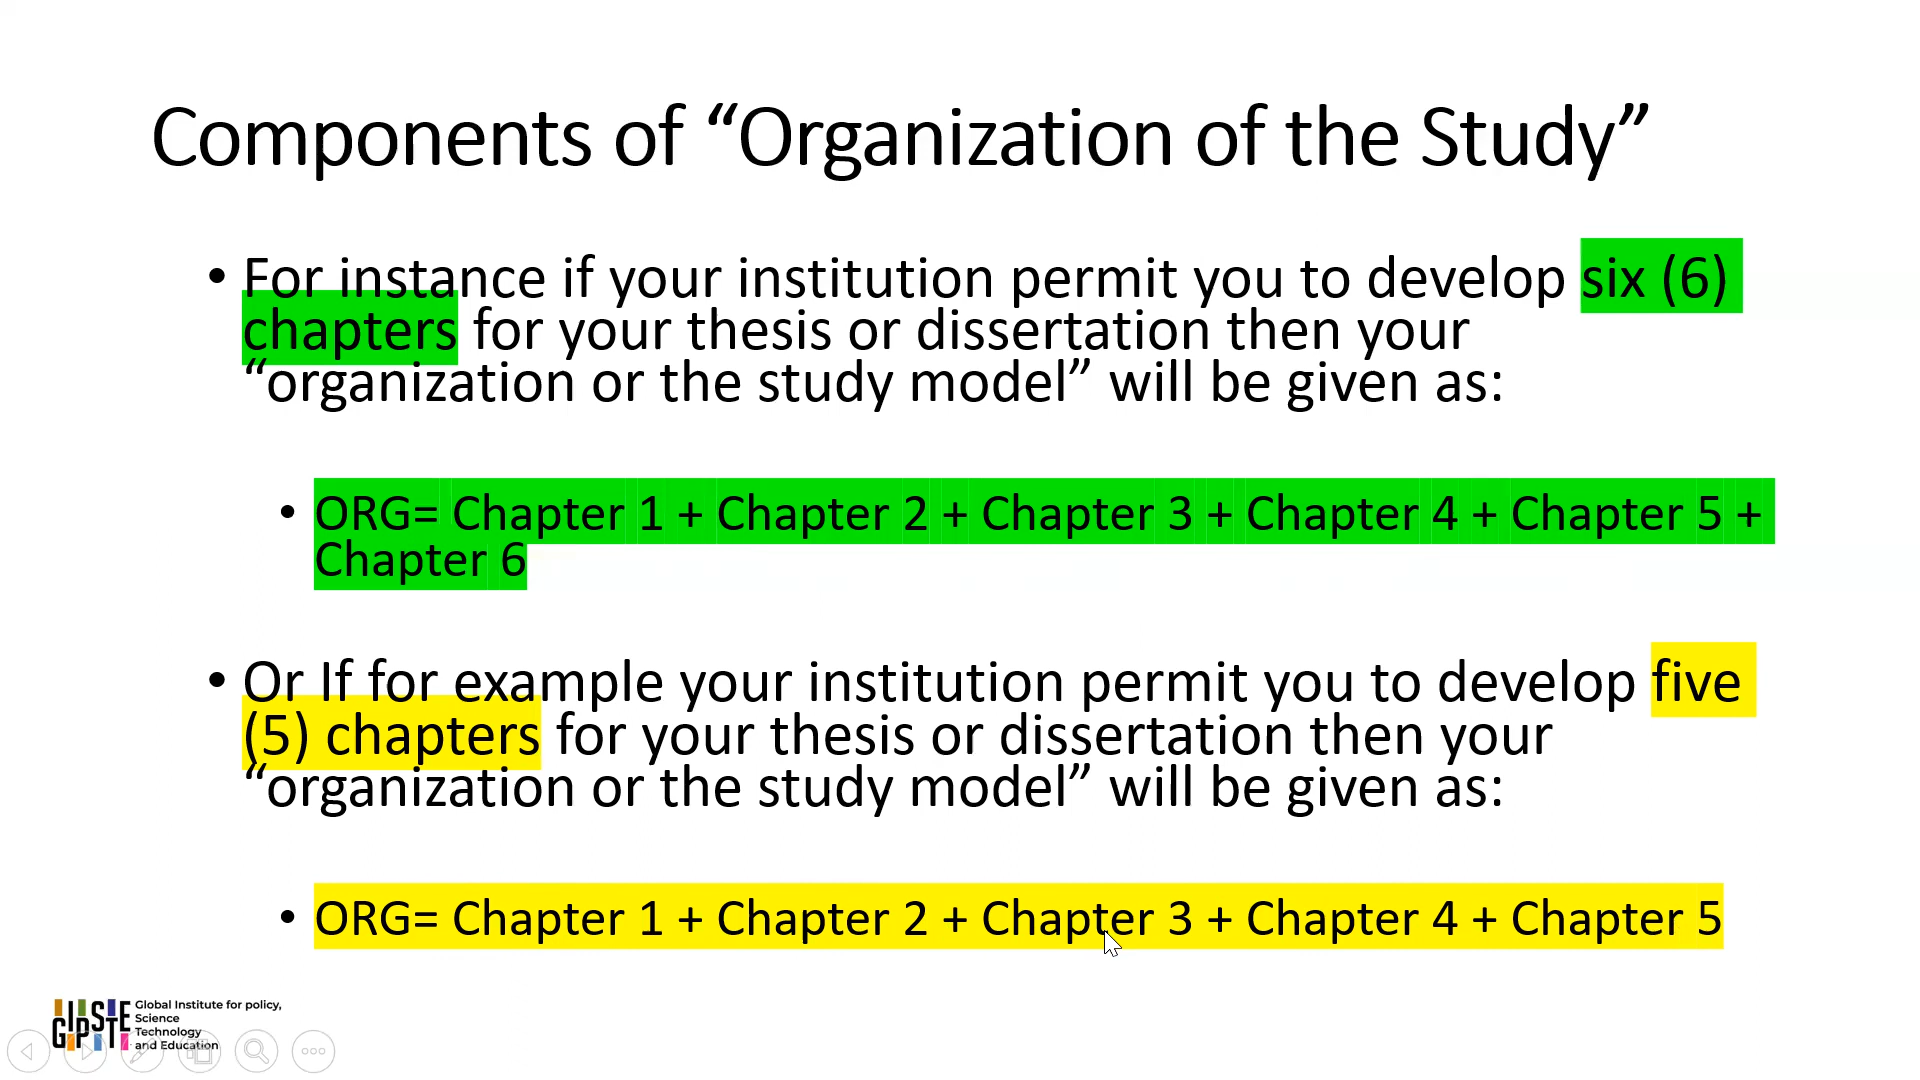 Components of “Organization of the Study”
• For instance if your institution permit you to develop six (6)
chapters for your thesis or dissertation then your
“organization or the study model” will be given as:
• ORG= Chapter 1 + Chapter 2 + Chapter 3 + Chapter 4 + Chapter 5 +
Chapter 6
• Or If for example your institution permit you to develop five
(5) chapters for your thesis or dissertation then your
“organization or the study model” will be given as:
• ORG= Chapter 1 + Chapter 2 + Chapter 3 + Chapter 4 + Chapter 5
GIPSTE
Global Institute for policy,
Science
Technology
and Education